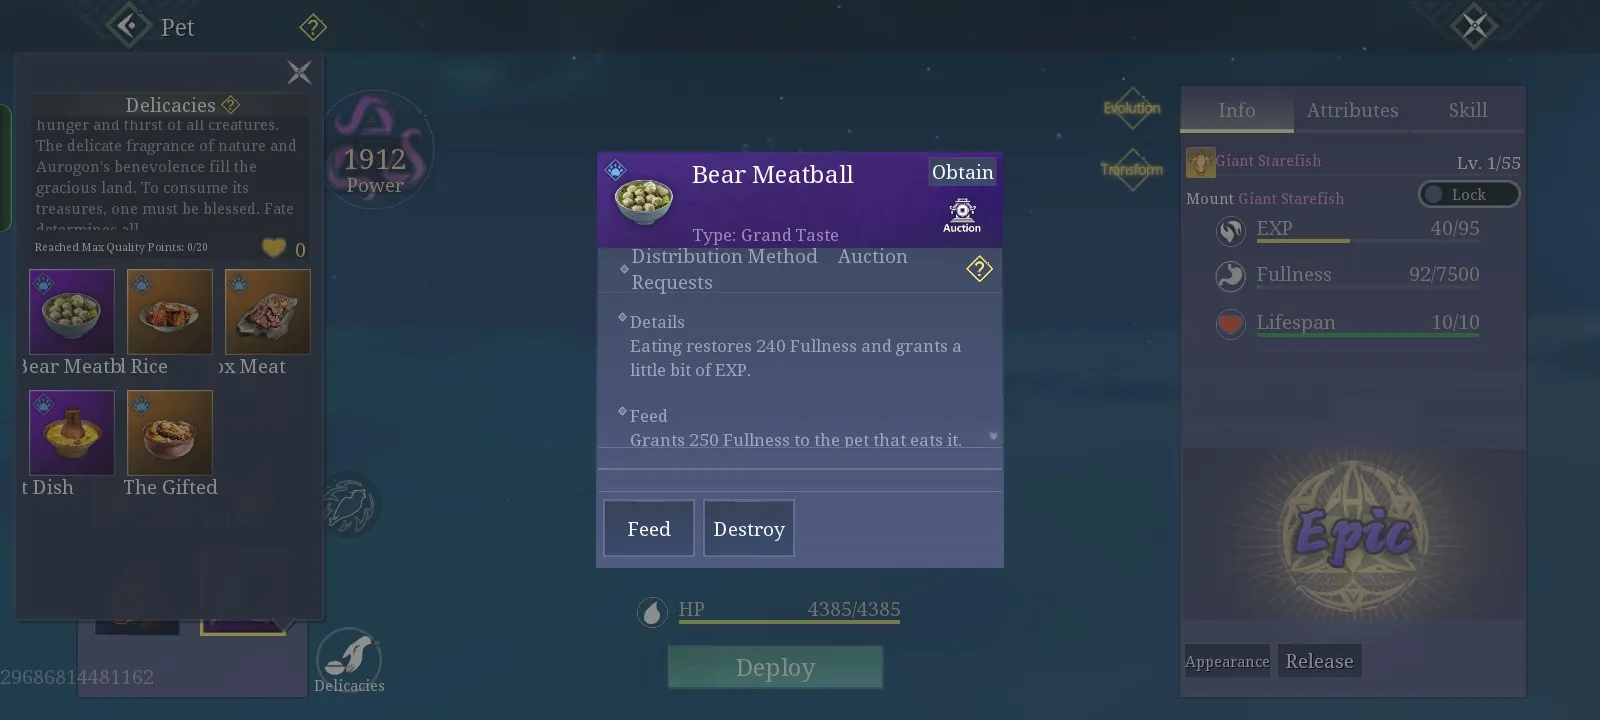 Pet
Delicacies
hunger and thirst of all creatures.
The delicate fragrance of nature and
Aurogon's benevolence fill the
gracious land. To consume its
treasures, one must be blessed. Fate
determines all
Reached Max Quality Points: 0/20
0
Bear Meatbl Rice
ox Meat
t Dish
The Gifted
29686814481162
1912
Power
Delicacies
Bear Meatball
Obtain
Auction
Type: Grand Taste
Distribution Method Auction
Requests
Details
Eating restores 240 Fullness and grants a
little bit of EXP.
Feed
Grants 250 Fullness to the pet that eats it.
Feed
Destroy
HP 4385/4385
Deploy
Evolution
Transform
Info
Attributes
Skill
Giant Starefish
Lv. 1/55
Mount Giant Starefish
Lock
EXP 40/95
Fullness 92/7500
Lifespan 10/10
Epic
Appearance
Release